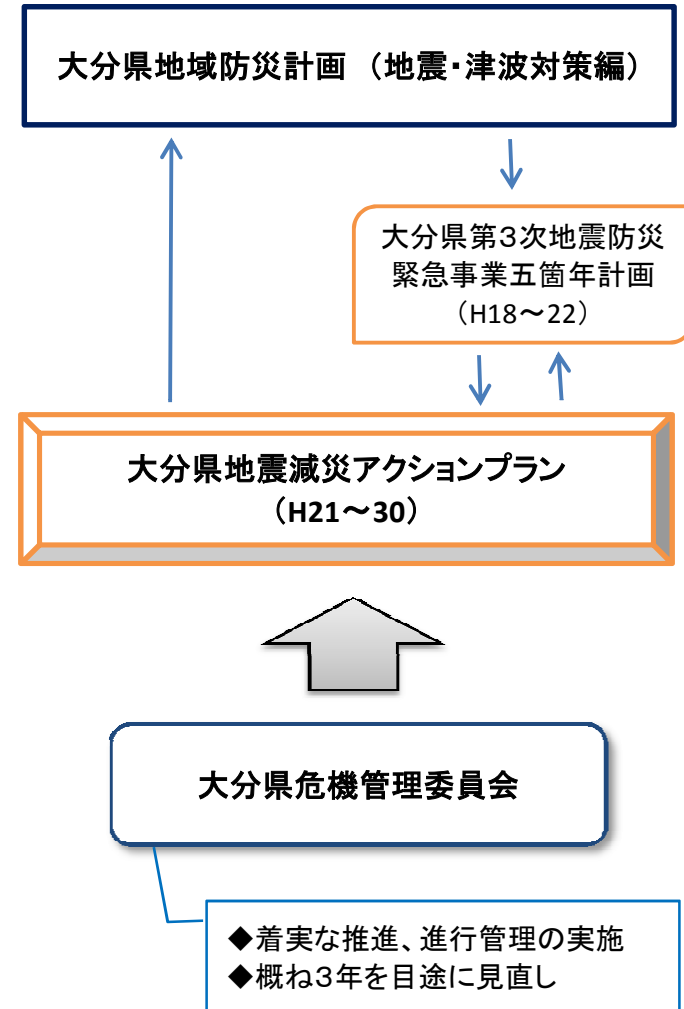 大分県地域防災計画 （地震・津波対策編）
大分県第３次地震防災
緊急事業五箇年計画
（H18～22）
大分県地震減災アクションプラン
（H21～30）
大分県危機管理委員会
◆着実な推進、進行管理の実施
◆概ね３年を目途に見直し